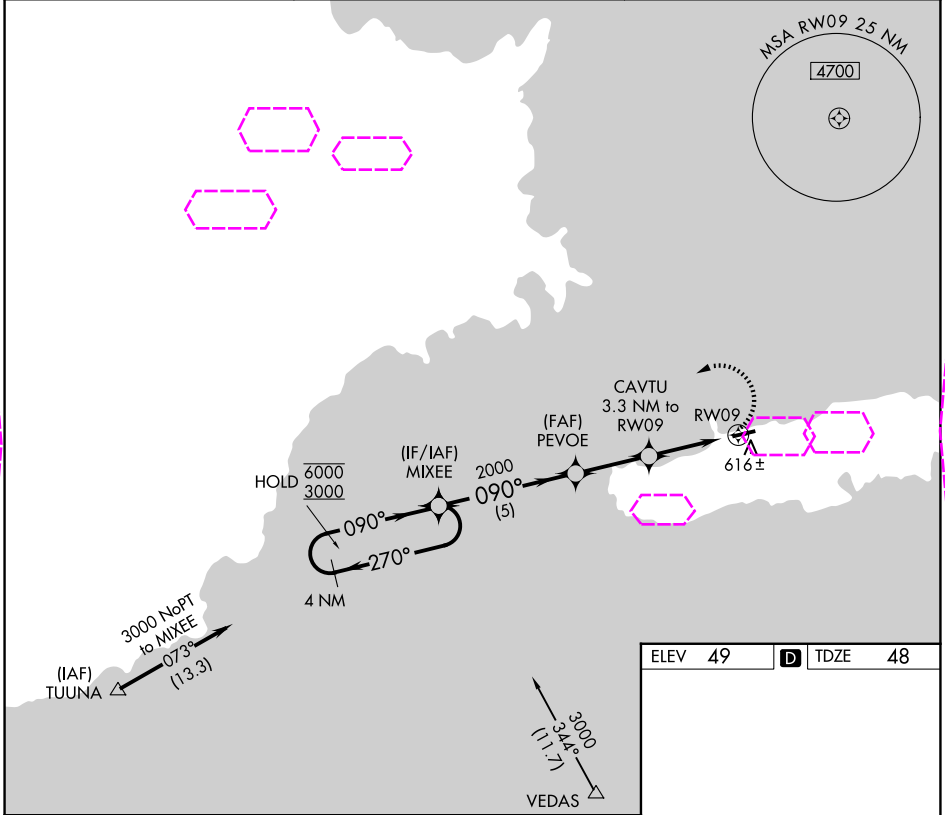 MSA RW09 25 NM
4700
CAVTU
3.3 NM to
RW09
RW09
(FAF)
PEVOE
616±
(IF/IAF)
MIXEE
2000
090°
(5)
HOLD 6000
3000
090°
270°
4 NM
3000 NoPT
to MIXEE
073°
(13.3)
(IAF)
TUUNA
3000
344°
(11.7)
VEDAS
ELEV 49 D TDZE 48